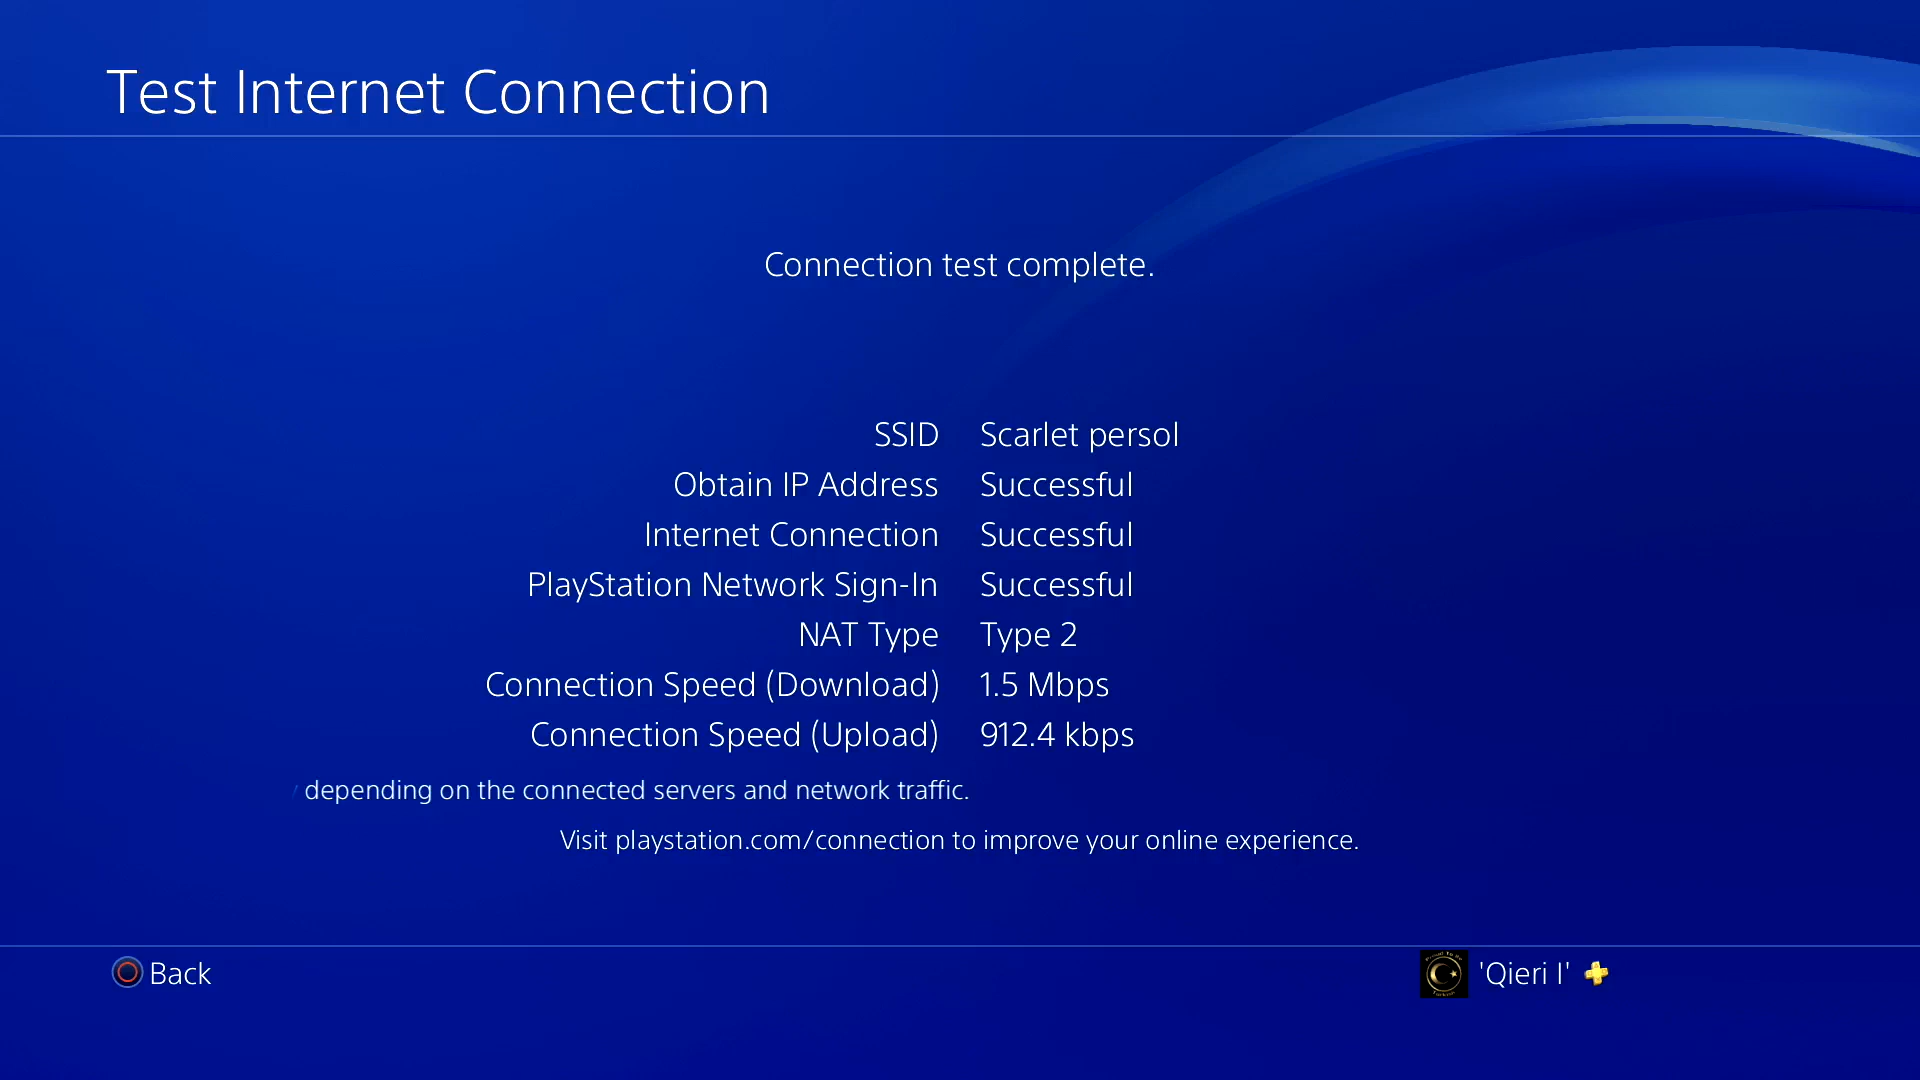 Test Internet Connection
Connection test complete.
SSID Scarlet persol
Obtain IP Address Successful
Internet Connection Successful
PlayStation Network Sign-In Successful
NAT Type Type 2
Connection Speed (Download) 1.5 Mbps
Connection Speed (Upload) 912.4 kbps
depending on the connected servers and network traffic.
Visit playstation.com/connection to improve your online experience.
Back
'Qieri I'